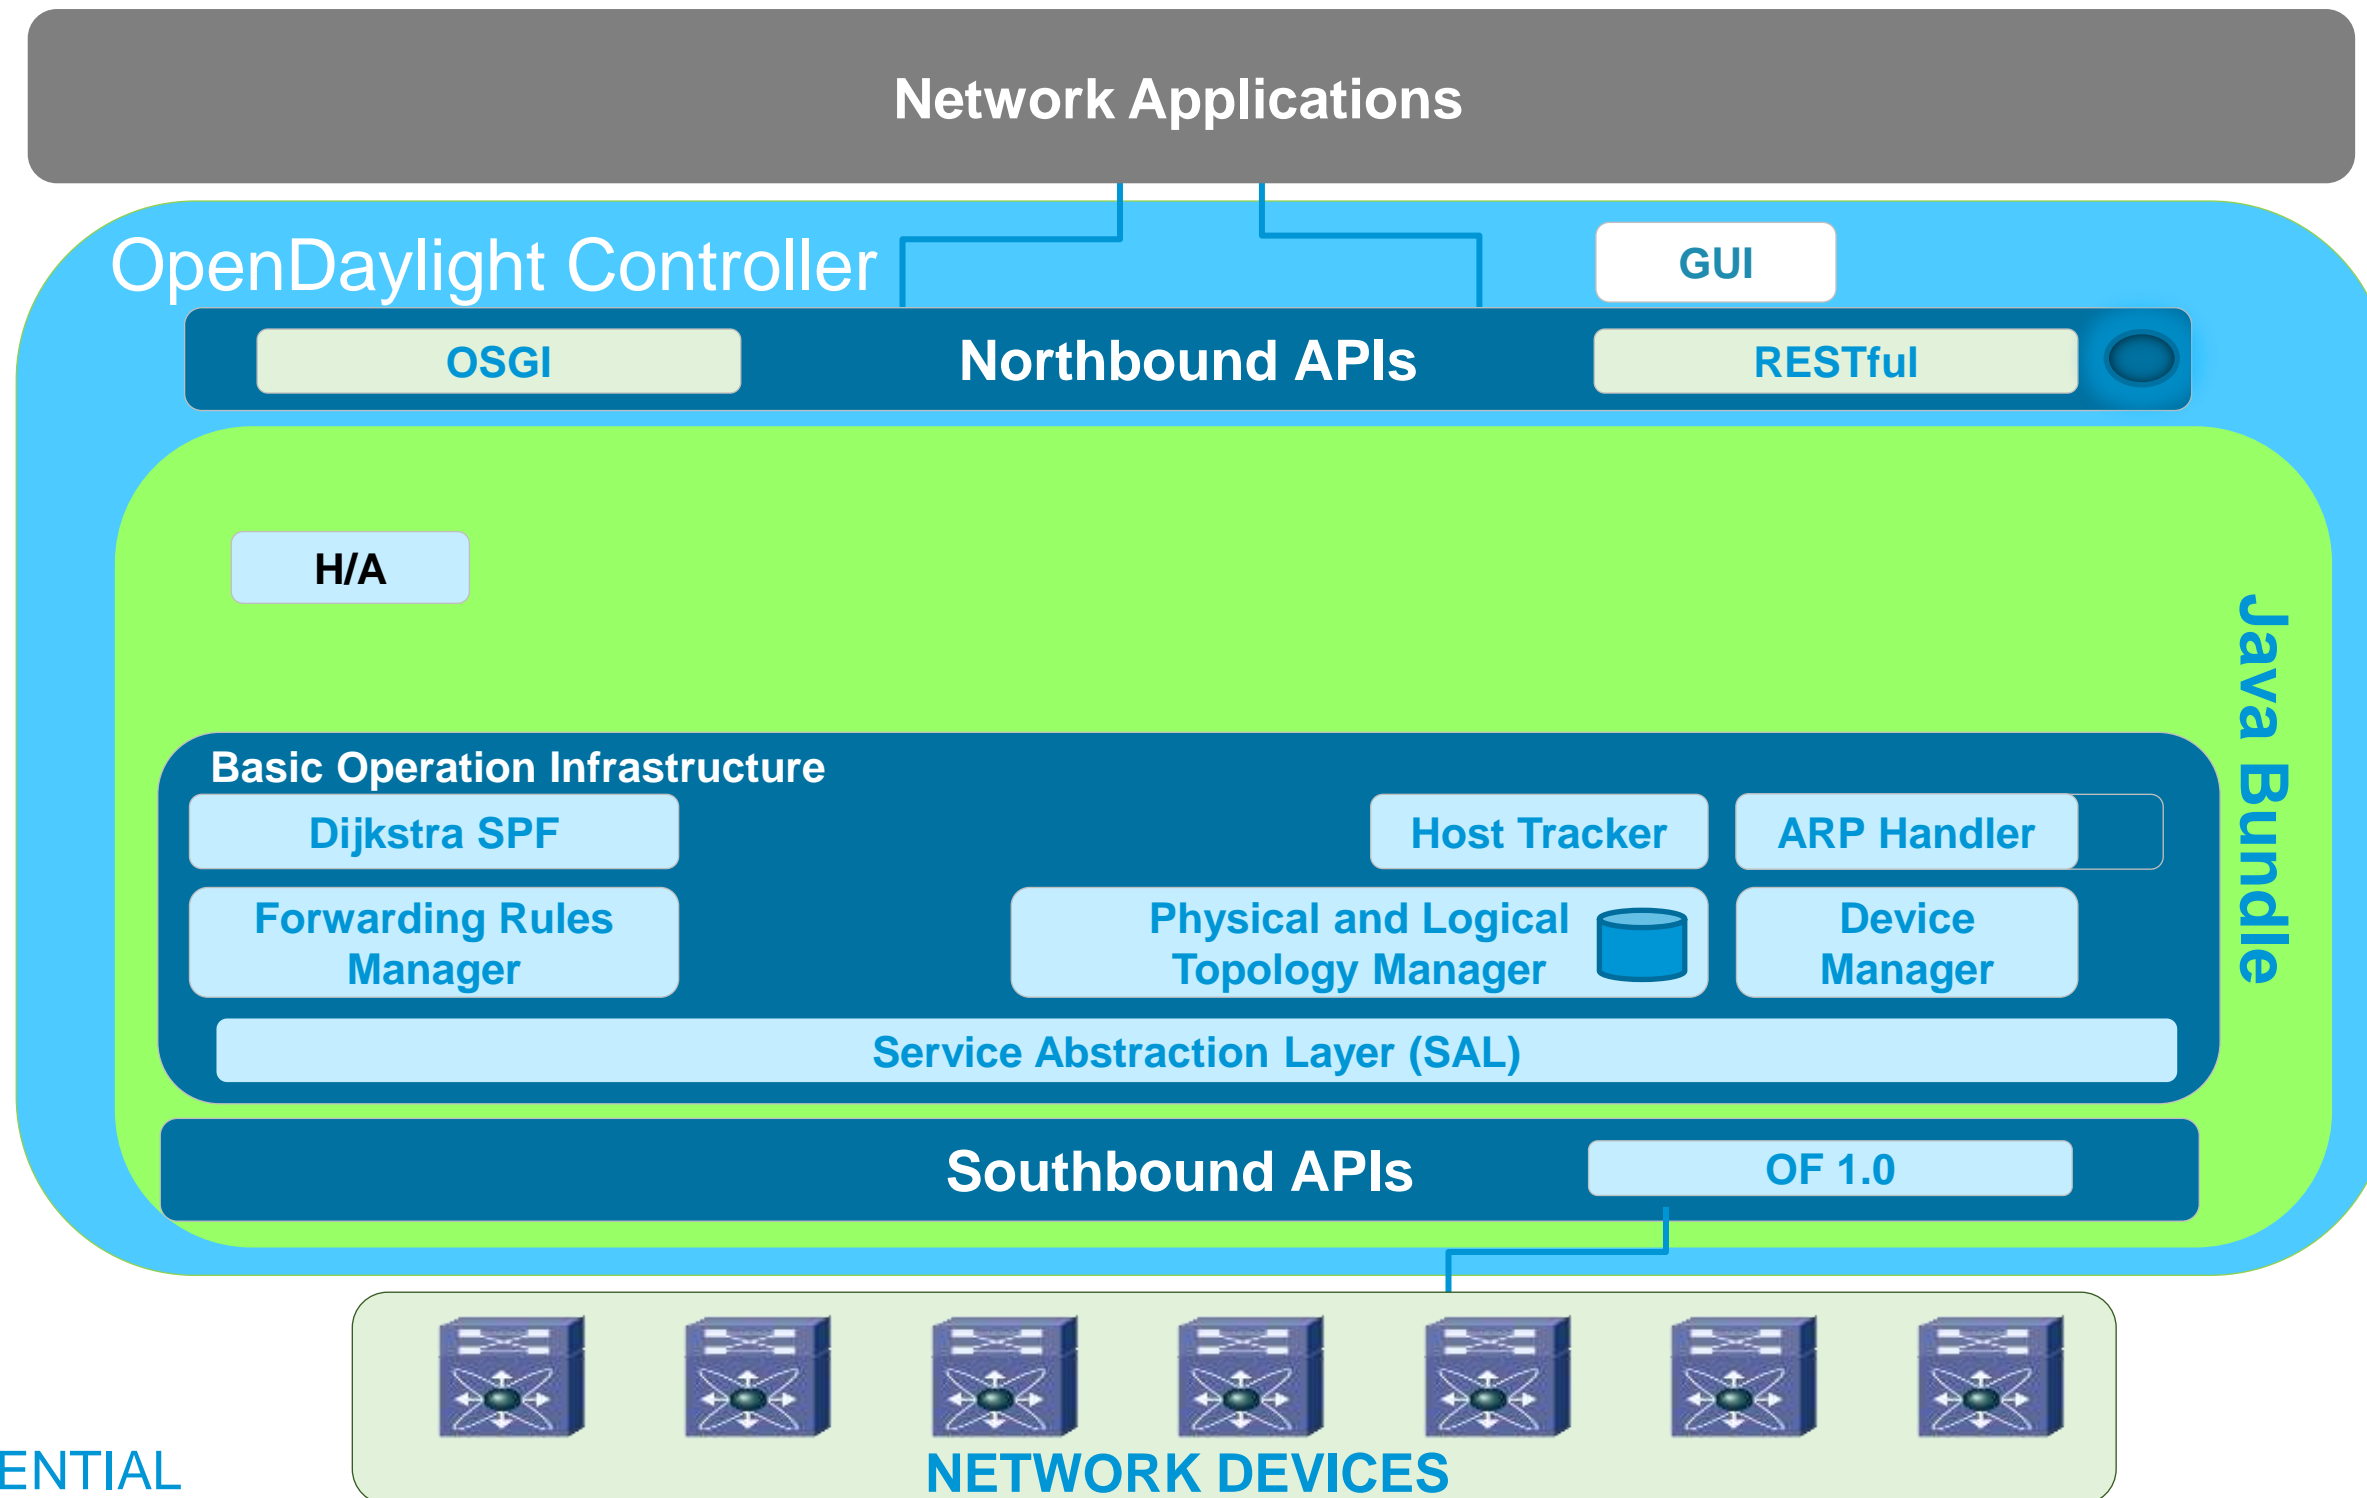 Network Applications
OpenDaylight Controller
GUI
OSGI
Northbound APIs
RESTful
H/A
Java Bundle
Basic Operation Infrastructure
Dijkstra SPF
Host Tracker
ARP Handler
Forwarding Rules
Manager
Physical and Logical
Topology Manager
Device
Manager
Service Abstraction Layer (SAL)
Southbound APIs
OF 1.0
NETWORK DEVICES
ENTIAL